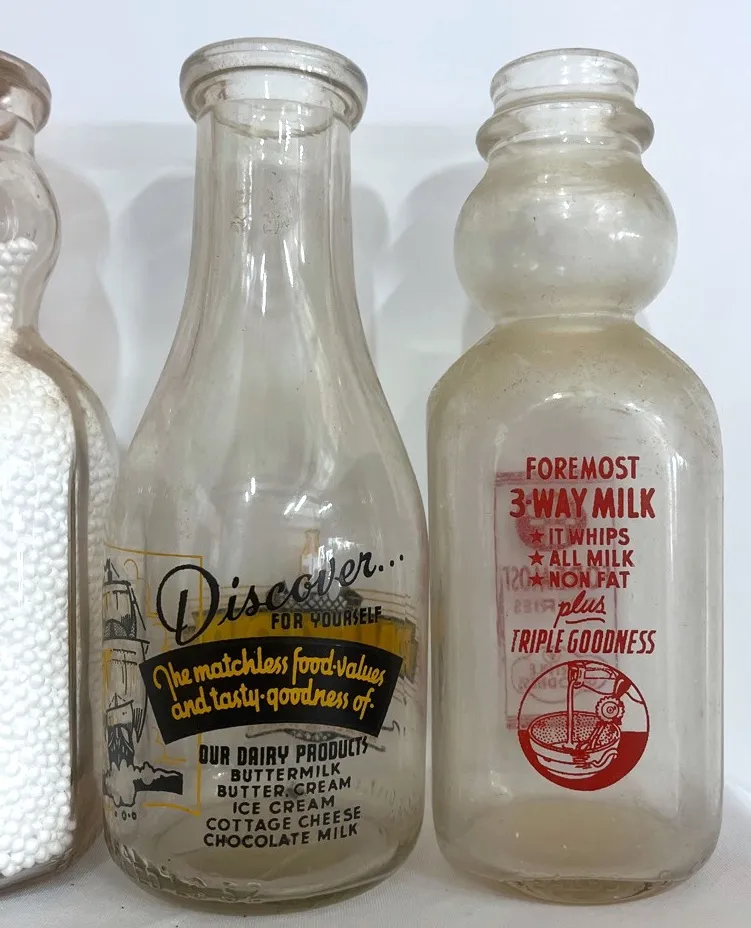 Discover...
FOR YOURSELF
The matchless food-values
and tasty-goodness of-
OUR DAIRY PRODUCTS
BUTTERMILK
BUTTER, CREAM
ICE CREAM
COTTAGE CHEESE
CHOCOLATE MILK
FOREMOST
3-WAY MILK
★ IT WHIPS
★ ALL MILK
★ NON FAT
plus
TRIPLE GOODNESS